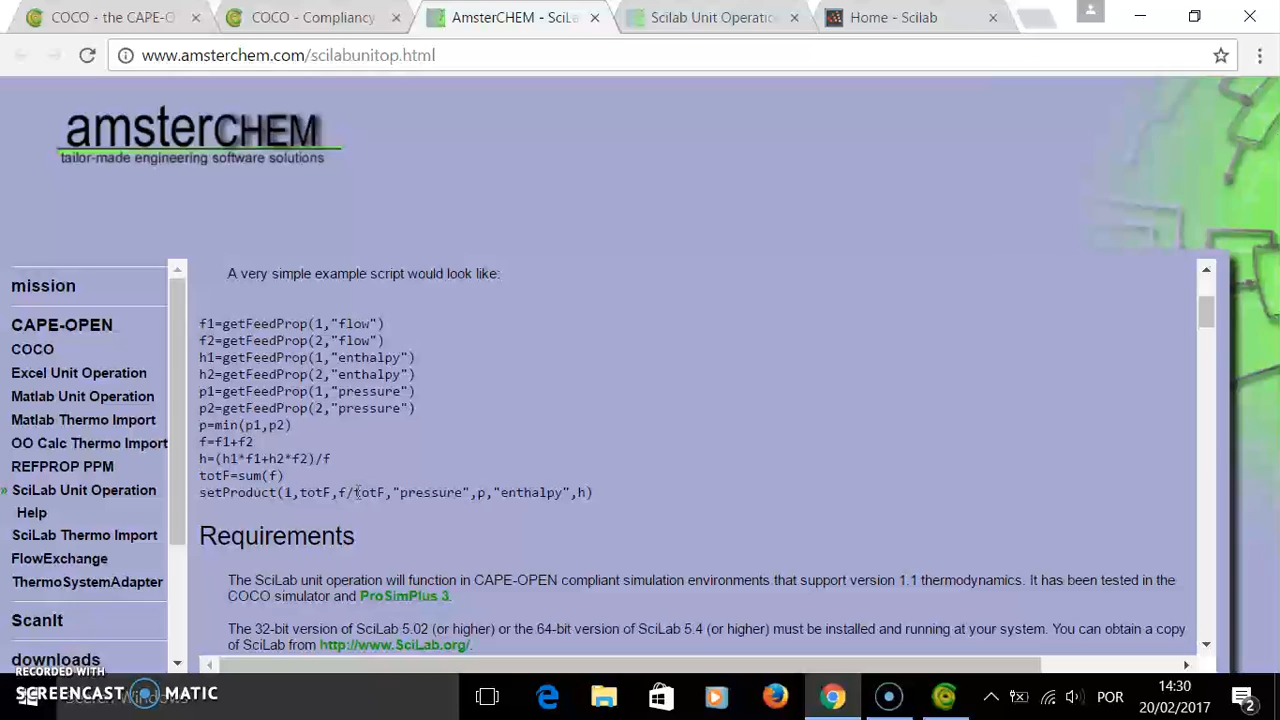 COCO - the CAPE-O
COCO - Compliancy
AmsterCHEM - SciLa
Scilab Unit Operatio
Home - Scilab
www.amsterchem.com/scilabunitop.html
amsterCHEM
tailor-made engineering software solutions
mission
CAPE-OPEN
COCO
Excel Unit Operation
Matlab Unit Operation
Matlab Thermo Import
OO Calc Thermo Import
REFPROP PPM
» SciLab Unit Operation
Help
SciLab Thermo Import
FlowExchange
ThermoSystemAdapter
ScanIt
downloads
A very simple example script would look like:
f1=getFeedProp(1,"flow")
f2=getFeedProp(2,"flow")
h1=getFeedProp(1,"enthalpy")
h2=getFeedProp(2,"enthalpy")
p1=getFeedProp(1,"pressure")
p2=getFeedProp(2,"pressure")
p=min(p1,p2)
f=f1+f2
h=(h1*f1+h2*f2)/f
totF=sum(f)
setProduct(1,totF,f/totF,"pressure",p,"enthalpy",h)
Requirements
The SciLab unit operation will function in CAPE-OPEN compliant simulation environments that support version 1.1 thermodynamics. It has been tested in the
COCO simulator and ProSimPlus 3.
The 32-bit version of SciLab 5.02 (or higher) or the 64-bit version of SciLab 5.4 (or higher) must be installed and running at your system. You can obtain a copy
of SciLab from http://www.SciLab.org/.
RECORDED WITH
SCREENCAST MATIC
Search Windows
POR
14:30
20/02/2017
2